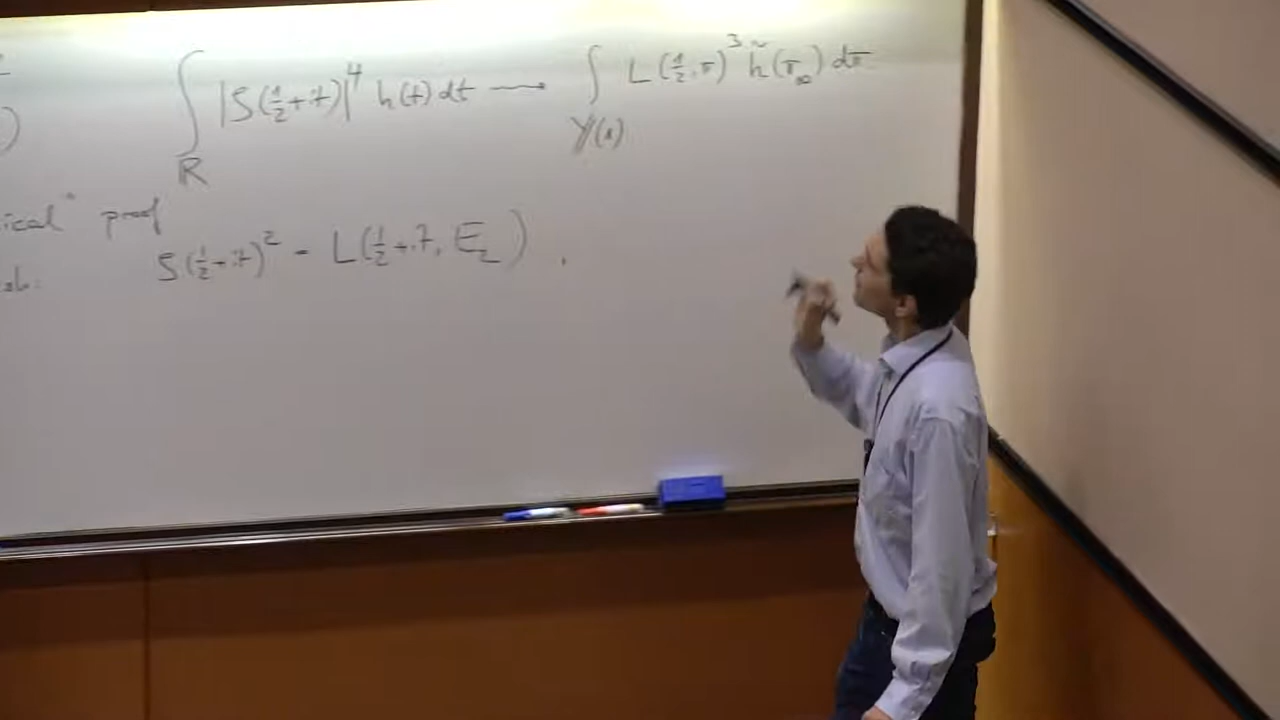 ∫_R |ζ(1/2+it)|^4 h(t) dt ⟶ ∫_{Y(1)} L(1/2, π)^3 h̃(π_∞) dπ
ical" proof
ζ(1/2+it)^2 = L(1/2+it, E_z) .